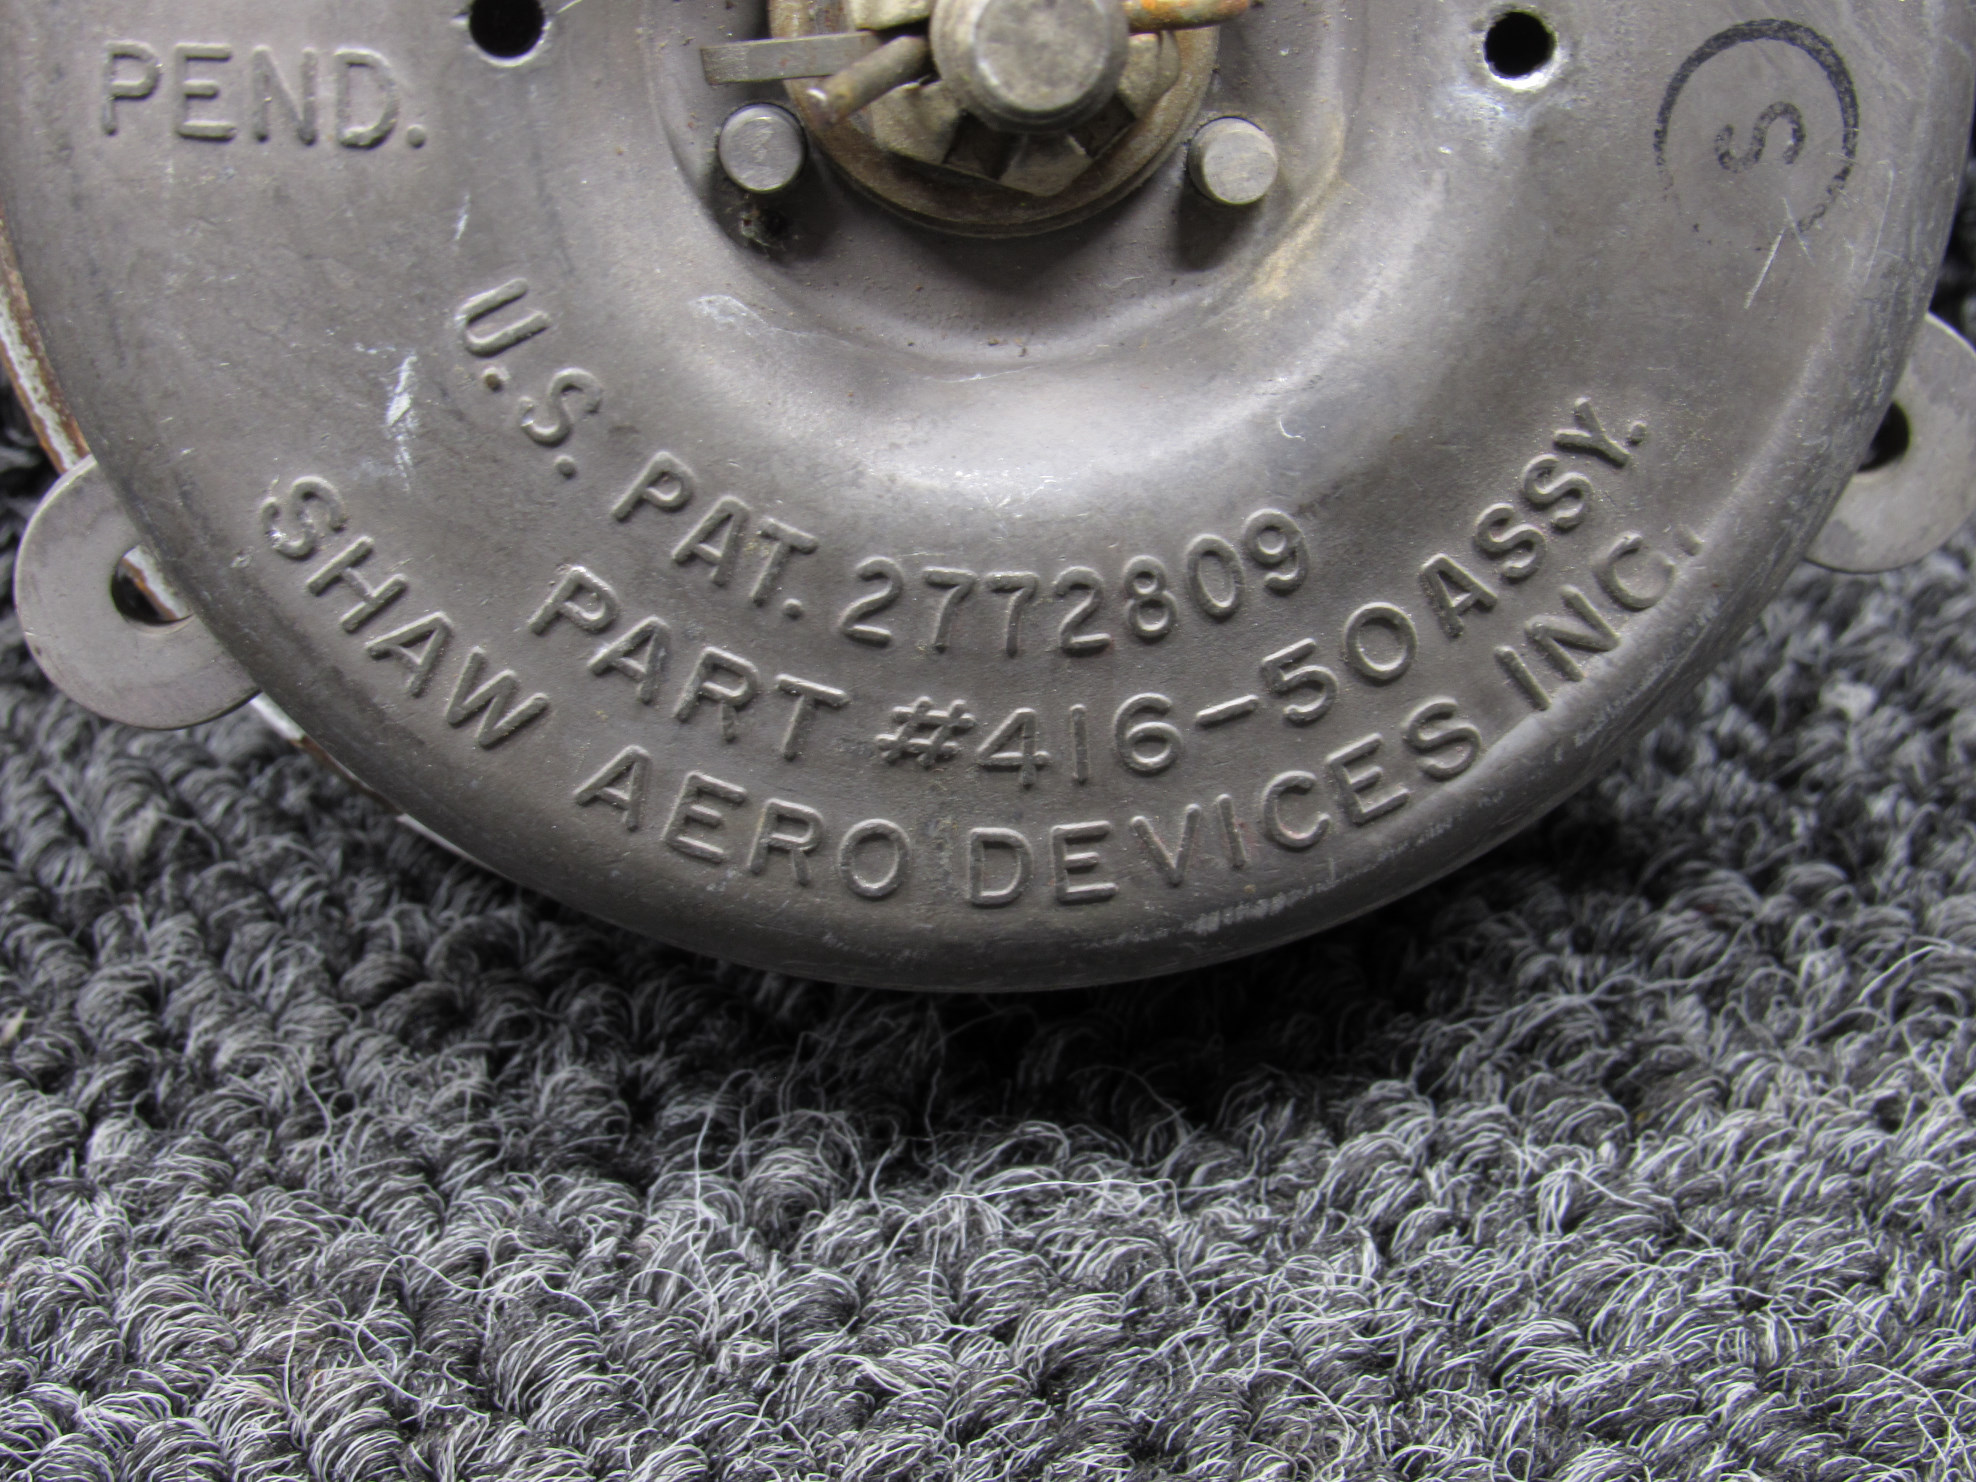 PEND.
S
U.S. PAT. 2772809
PART #416-50 ASSY.
SHAW AERO DEVICES INC.